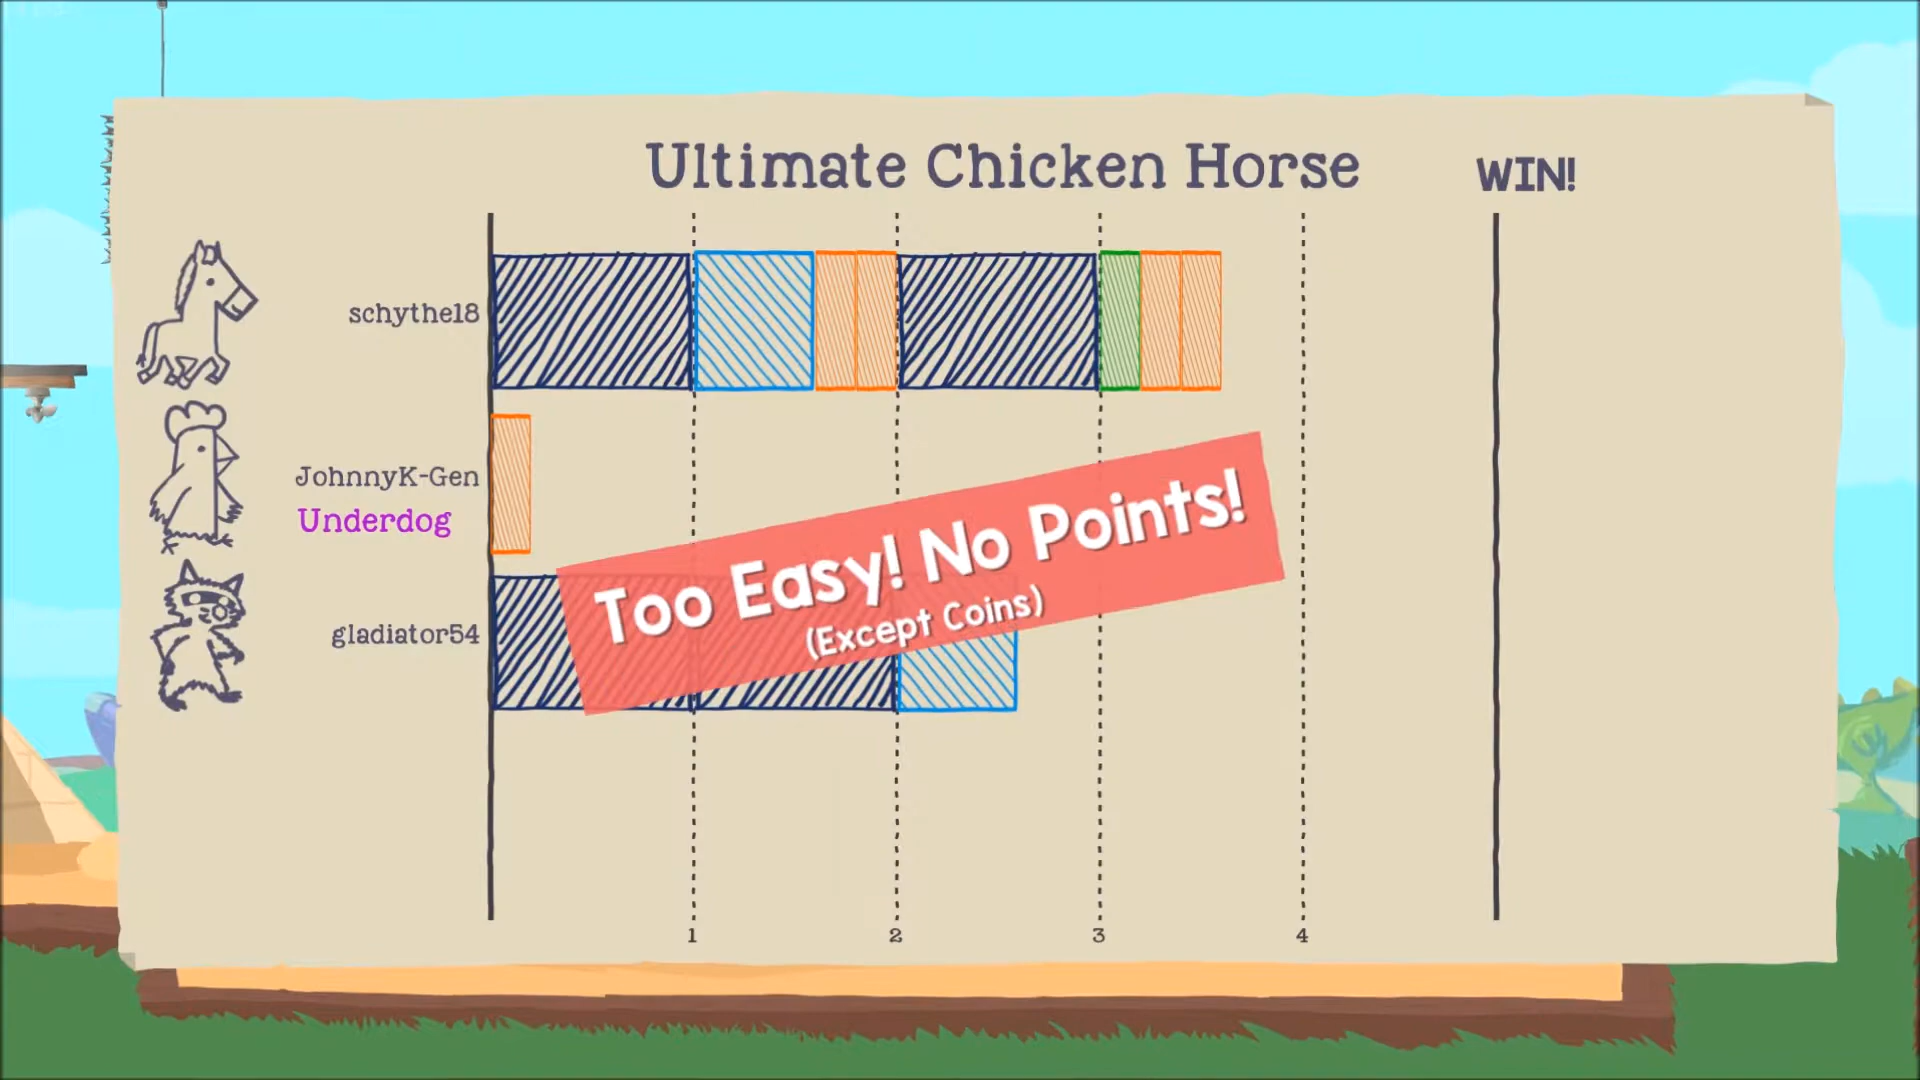 Ultimate Chicken Horse
WIN!
schythe18
JohnnyK-Gen
Underdog
gladiator54
Too Easy! No Points!
(Except Coins)
1 2 3 4